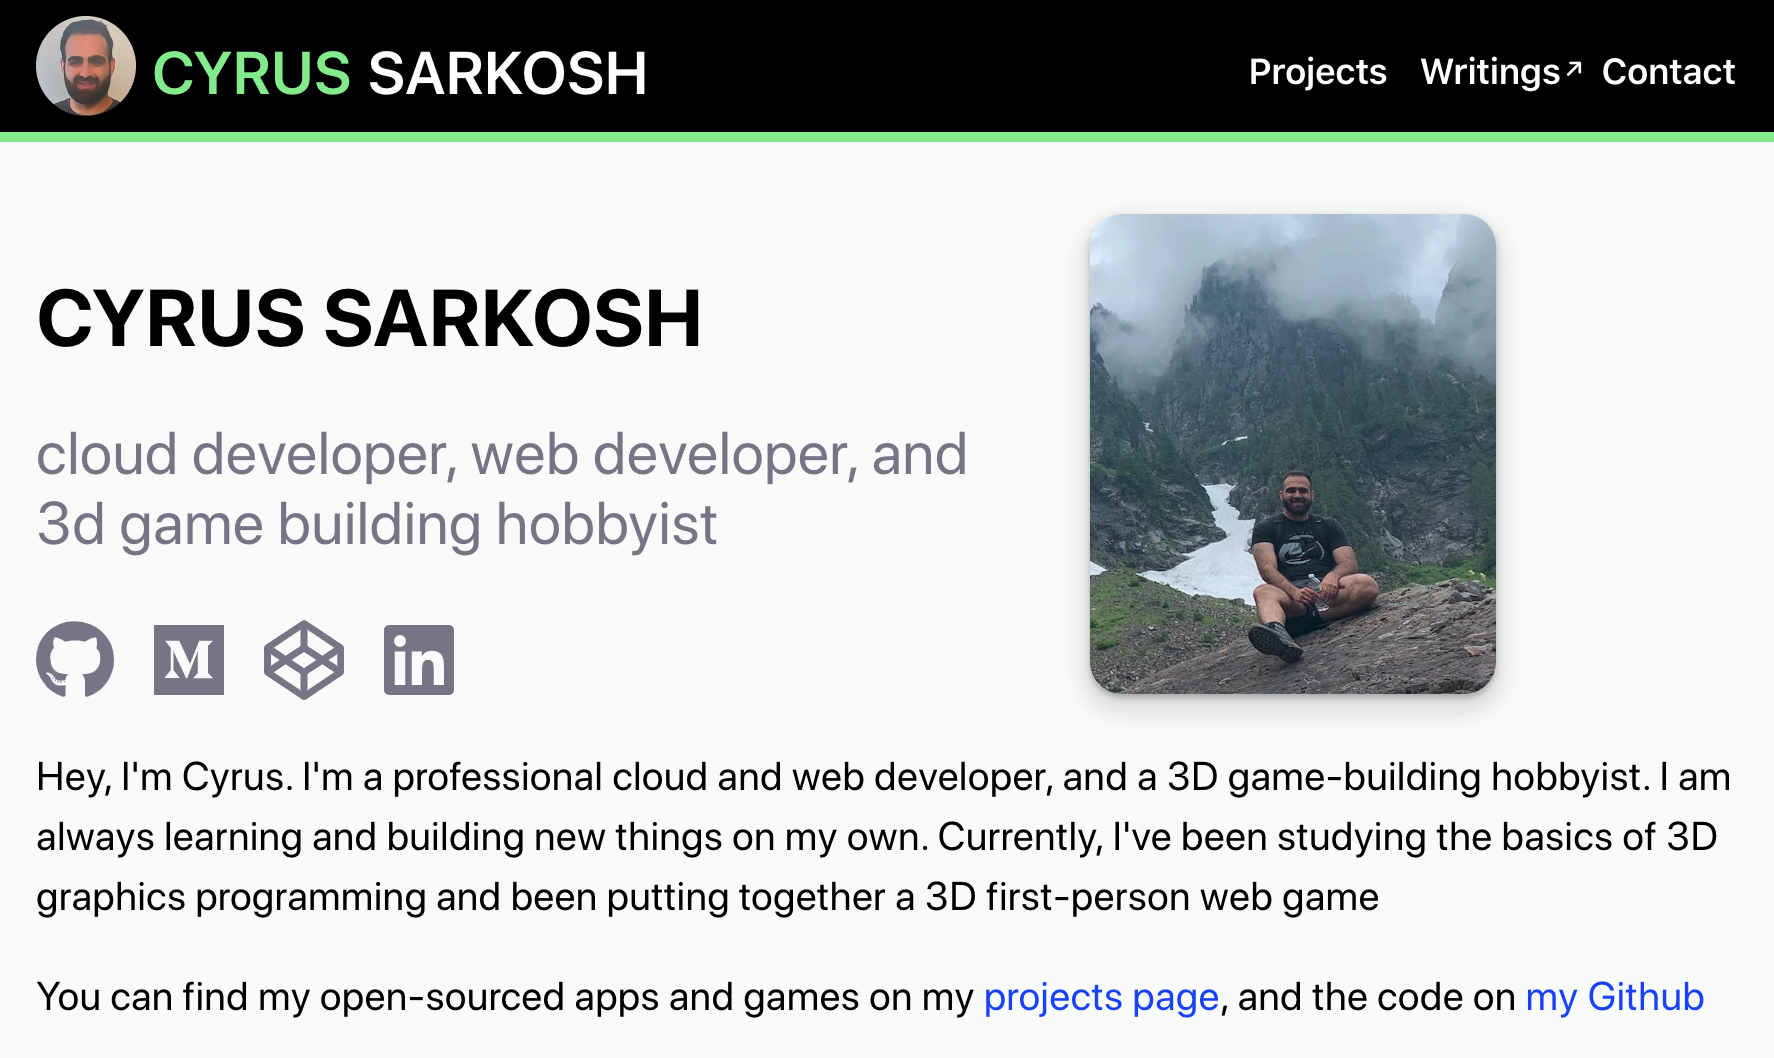 CYRUS SARKOSH
Projects Writings↗ Contact
CYRUS SARKOSH
cloud developer, web developer, and
3d game building hobbyist
M
in
Hey, I'm Cyrus. I'm a professional cloud and web developer, and a 3D game-building hobbyist. I am
always learning and building new things on my own. Currently, I've been studying the basics of 3D
graphics programming and been putting together a 3D first-person web game
You can find my open-sourced apps and games on my projects page, and the code on my Github